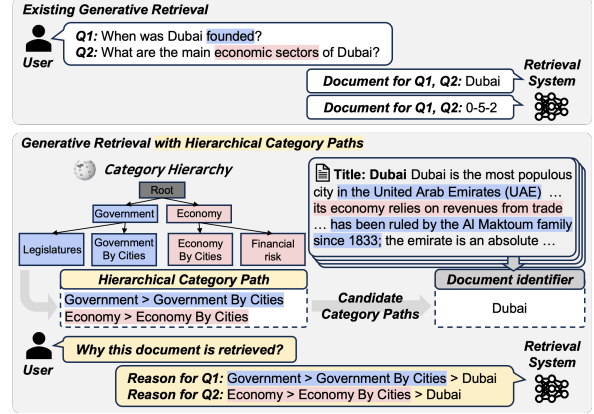 Existing Generative Retrieval
Q1: When was Dubai founded?
Q2: What are the main economic sectors of Dubai?
User
Retrieval
System
Document for Q1, Q2: Dubai
Document for Q1, Q2: 0-5-2
Generative Retrieval with Hierarchical Category Paths
Category Hierarchy
Root
Government
Economy
Legislatures
Government
By Cities
Economy
By Cities
Financial
risk
Title: Dubai Dubai is the most populous
city in the United Arab Emirates (UAE) ...
its economy relies on revenues from trade
... has been ruled by the Al Maktoum family
since 1833; the emirate is an absolute ...
Hierarchical Category Path
Government > Government By Cities
Economy > Economy By Cities
Candidate
Category Paths
Document identifier
Dubai
User
Why this document is retrieved?
Retrieval
System
Reason for Q1: Government > Government By Cities > Dubai
Reason for Q2: Economy > Economy By Cities > Dubai